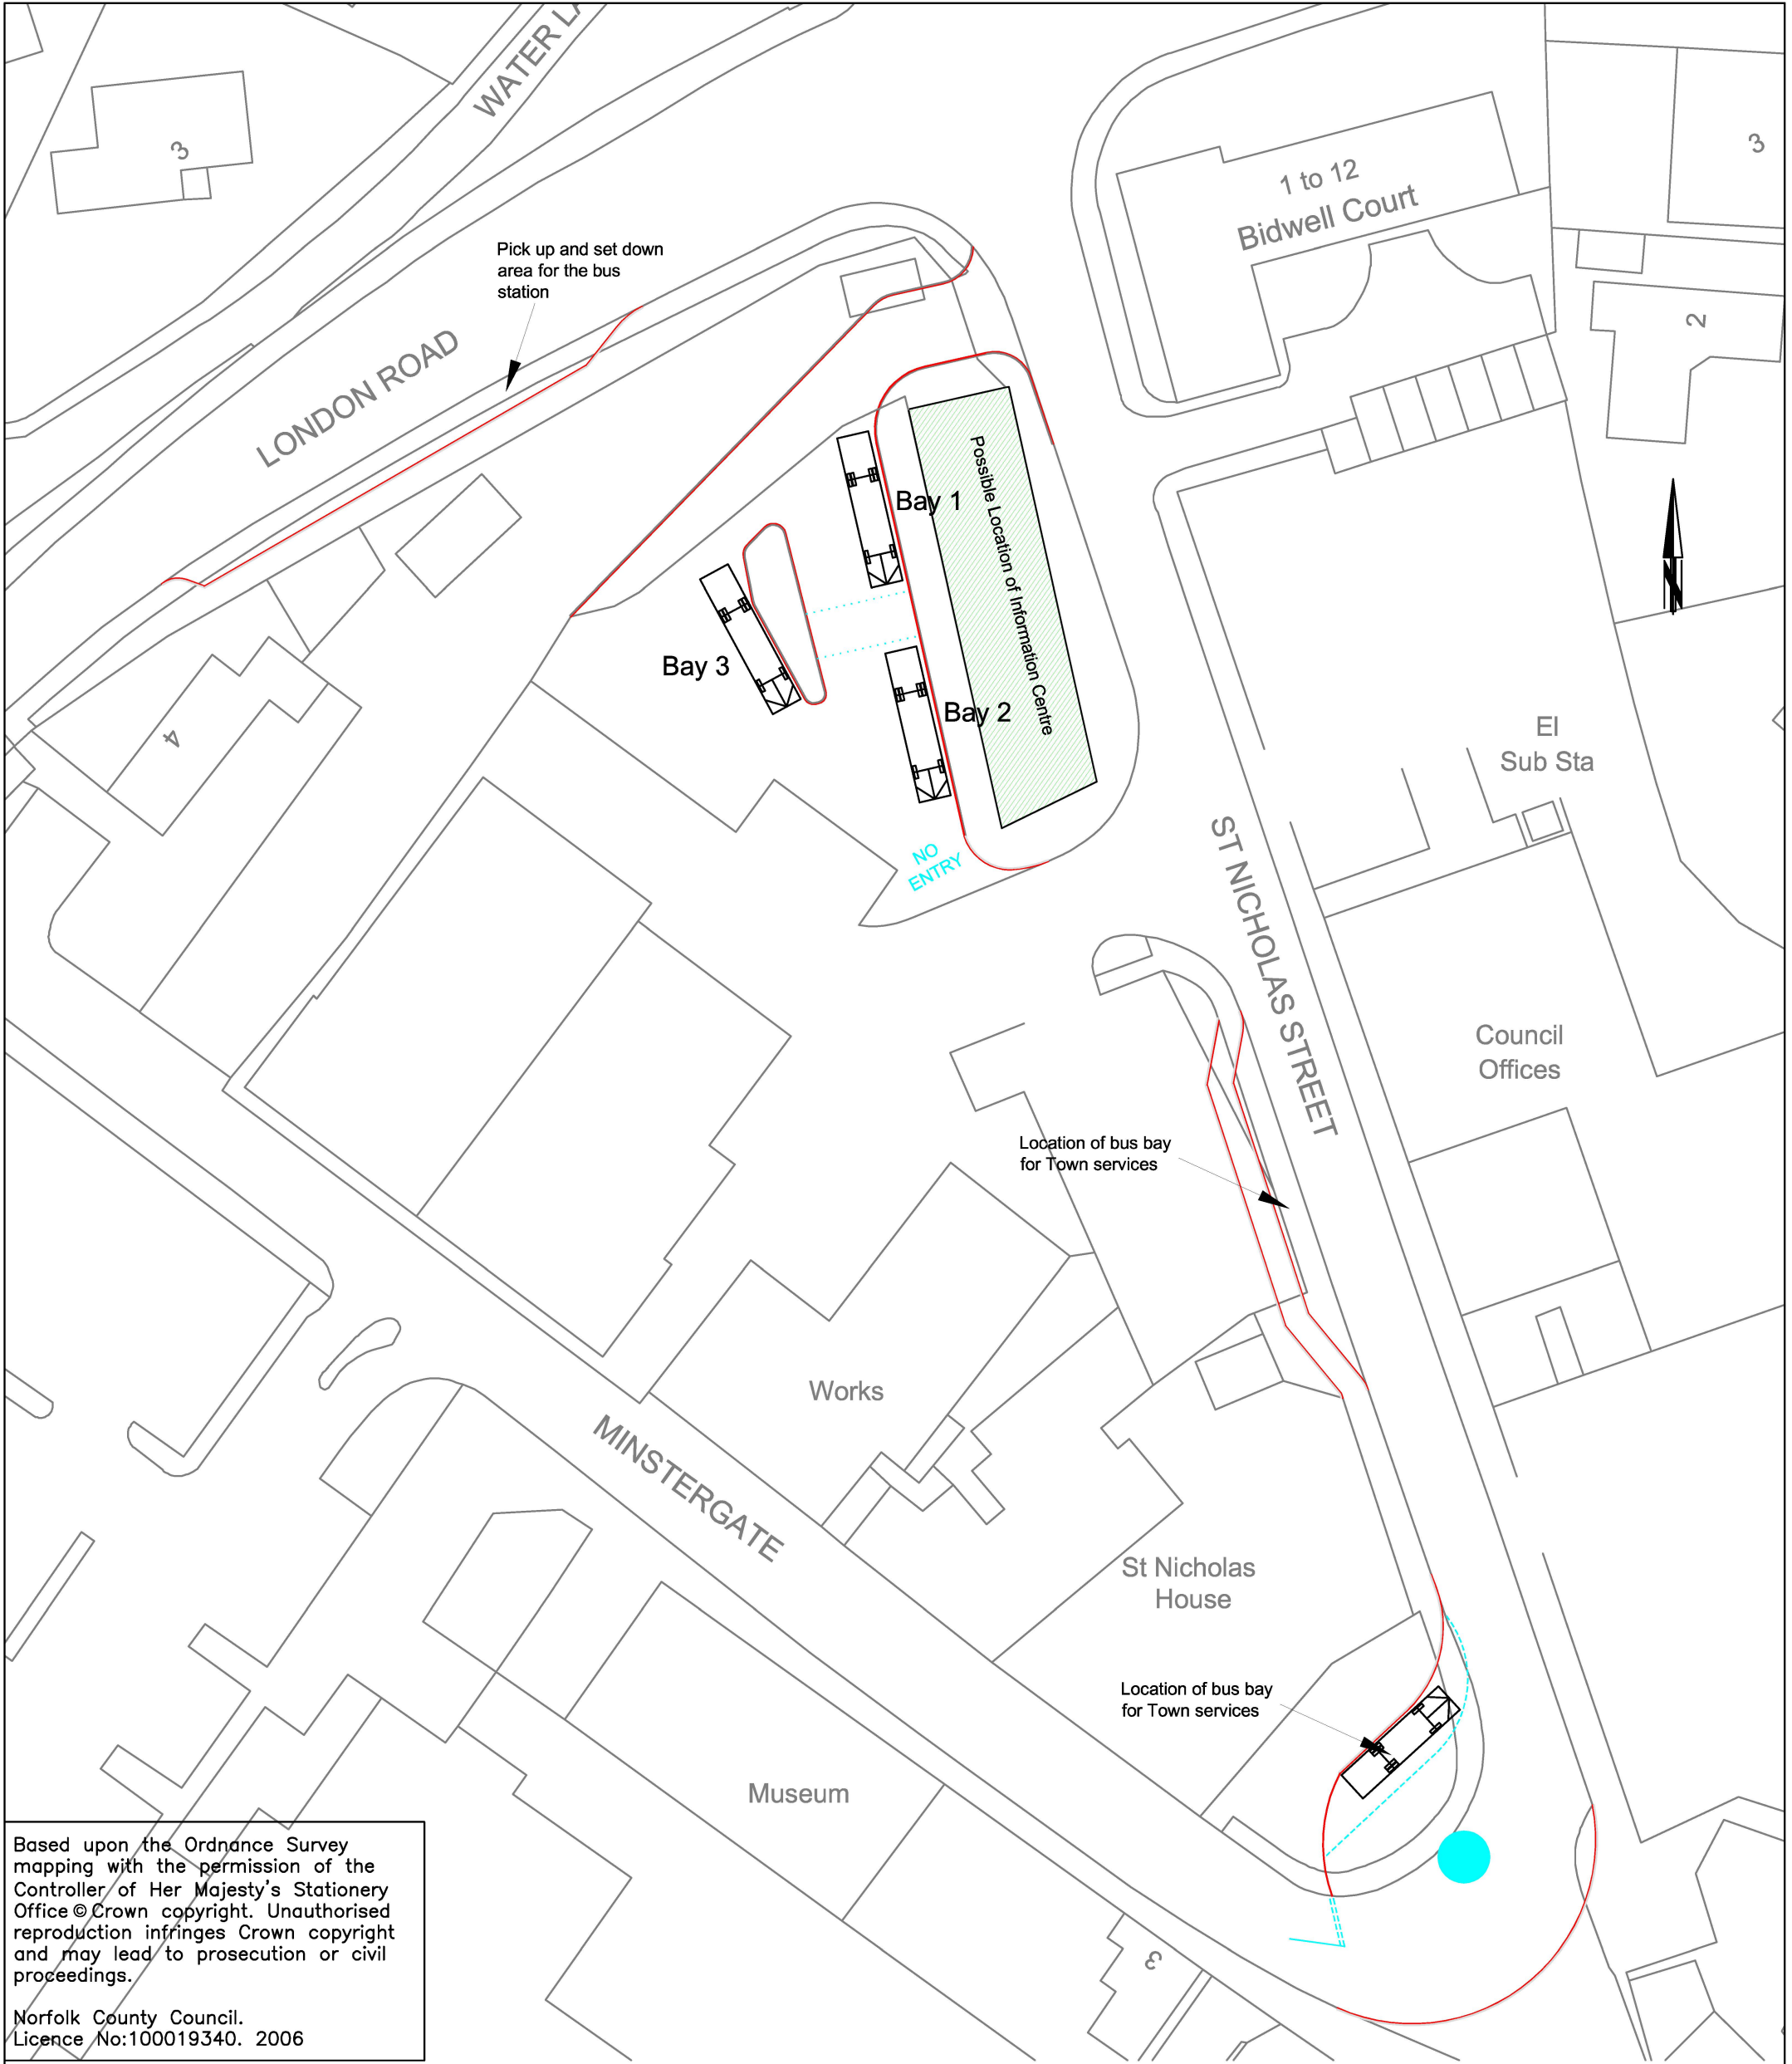 WATER LA
3
1 to 12
Bidwell Court
3
Pick up and set down
area for the bus
station
2
LONDON ROAD
Possible Location of Information Centre
Bay 1
N
Bay 3
Bay 2
El
Sub Sta
4
NO
ENTRY
ST NICHOLAS STREET
Council
Offices
Location of bus bay
for Town services
Works
MINSTERGATE
St Nicholas
House
Location of bus bay
for Town services
Museum
3
Based upon the Ordnance Survey
mapping with the permission of the
Controller of Her Majesty's Stationery
Office © Crown copyright. Unauthorised
reproduction infringes Crown copyright
and may lead to prosecution or civil
proceedings.
Norfolk County Council.
Licence No:100019340. 2006